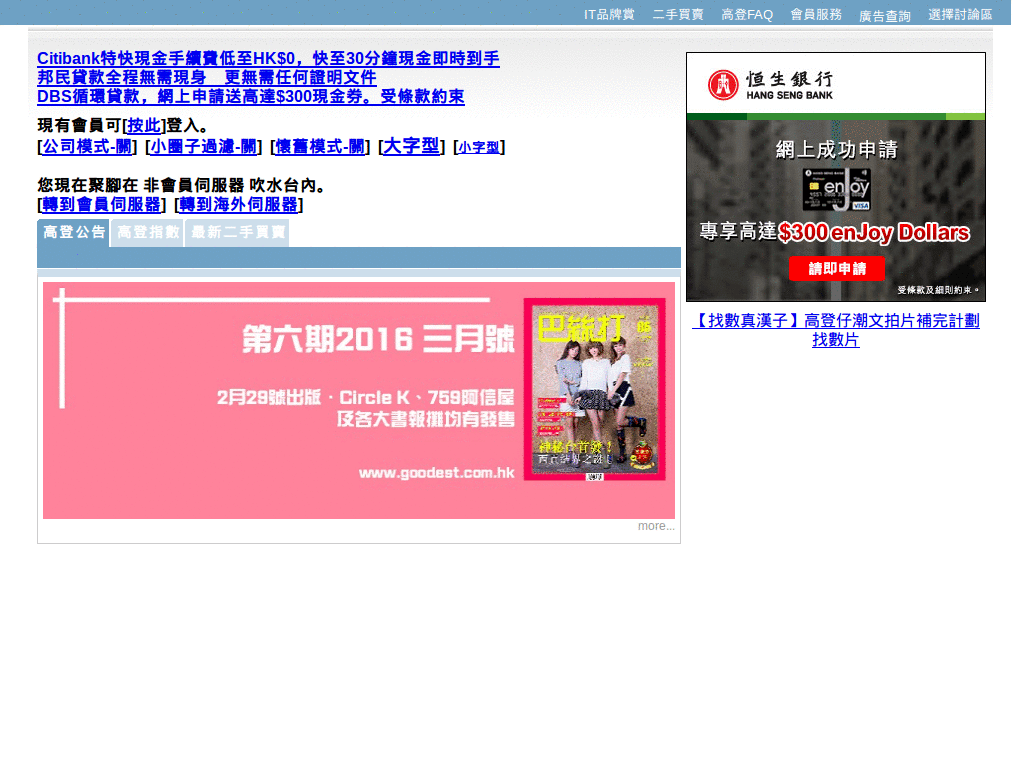 IT品牌賞 二手買賣 高登FAQ 會員服務 廣告查詢 選擇討論區
Citibank特快現金手續費低至HK$0，快至30分鐘現金即時到手
邦民貸款全程無需現身 更無需任何證明文件
DBS循環貸款，網上申請送高達$300現金券。受條款約束
現有會員可[按此]登入。
[公司模式-關] [小圈子過濾-關] [懷舊模式-關] [大字型] [小字型]
您現在聚腳在 非會員伺服器 吹水台內。
[轉到會員伺服器] [轉到海外伺服器]
高登公告 高登指數 最新二手買賣
第六期2016 三月號
2月29號出版．Circle K、759阿信屋
及各大書報攤均有發售
www.goodest.com.hk
巴絲打
神秘台首發！
more...
恒生銀行
HANG SENG BANK
網上成功申請
enjoy
VISA
專享高達$300 enJoy Dollars
請即申請
受條款及細則約束。
【找數真漢子】高登仔潮文拍片補完計劃
找數片